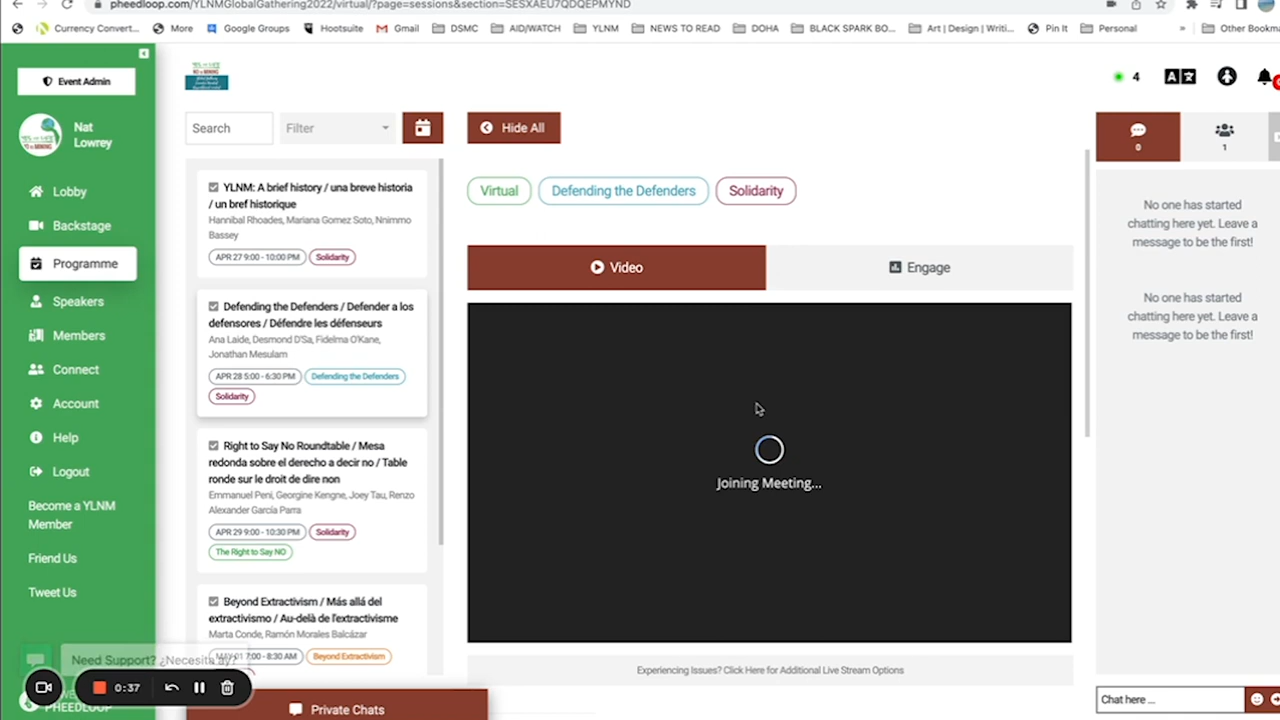 pheedloop.com/YLNMGlobalGathering2022/virtual/?page=sessions&section=SESXAEU7QDQEPMYND
Currency Convert... More Google Groups Hootsuite Gmail DSMC AID/WATCH YLNM NEWS TO READ DOHA BLACK SPARK BO... Art | Design | Writi... Pin It Personal » Other Bookma
Event Admin
Nat
Lowrey
Lobby
Backstage
Programme
Speakers
Members
Connect
Account
Help
Logout
Become a YLNM
Member
Friend Us
Tweet Us
Need Support? ¿Necesita ay?
0:37
PHEEDLOOP
Search
Filter
YLNM: A brief history / una breve historia
/ un bref historique
Hannibal Rhoades, Mariana Gomez Soto, Nnimmo
Bassey
APR 27 9:00 - 10:00 PM Solidarity
Defending the Defenders / Defender a los
defensores / Défendre les défenseurs
Ana Laide, Desmond D'Sa, Fidelma O'Kane,
Jonathan Mesulam
APR 28 5:00 - 6:30 PM Defending the Defenders
Solidarity
Right to Say No Roundtable / Mesa
redonda sobre el derecho a decir no / Table
ronde sur le droit de dire non
Emmanuel Peni, Georgine Kengne, Joey Tau, Renzo
Alexander García Parra
APR 29 9:00 - 10:30 PM Solidarity
The Right to Say NO
Beyond Extractivism / Más allá del
extractivismo / Au-delà de l'extractivisme
Marta Conde, Ramón Morales Balcázar
MAY 01 7:00 - 8:30 AM Beyond Extractivism
Private Chats
Hide All
Virtual Defending the Defenders Solidarity
Video Engage
Joining Meeting...
Experiencing Issues? Click Here for Additional Live Stream Options
4
0 1
No one has started
chatting here yet. Leave a
message to be the first!
No one has started
chatting here yet. Leave a
message to be the first!
Chat here ...